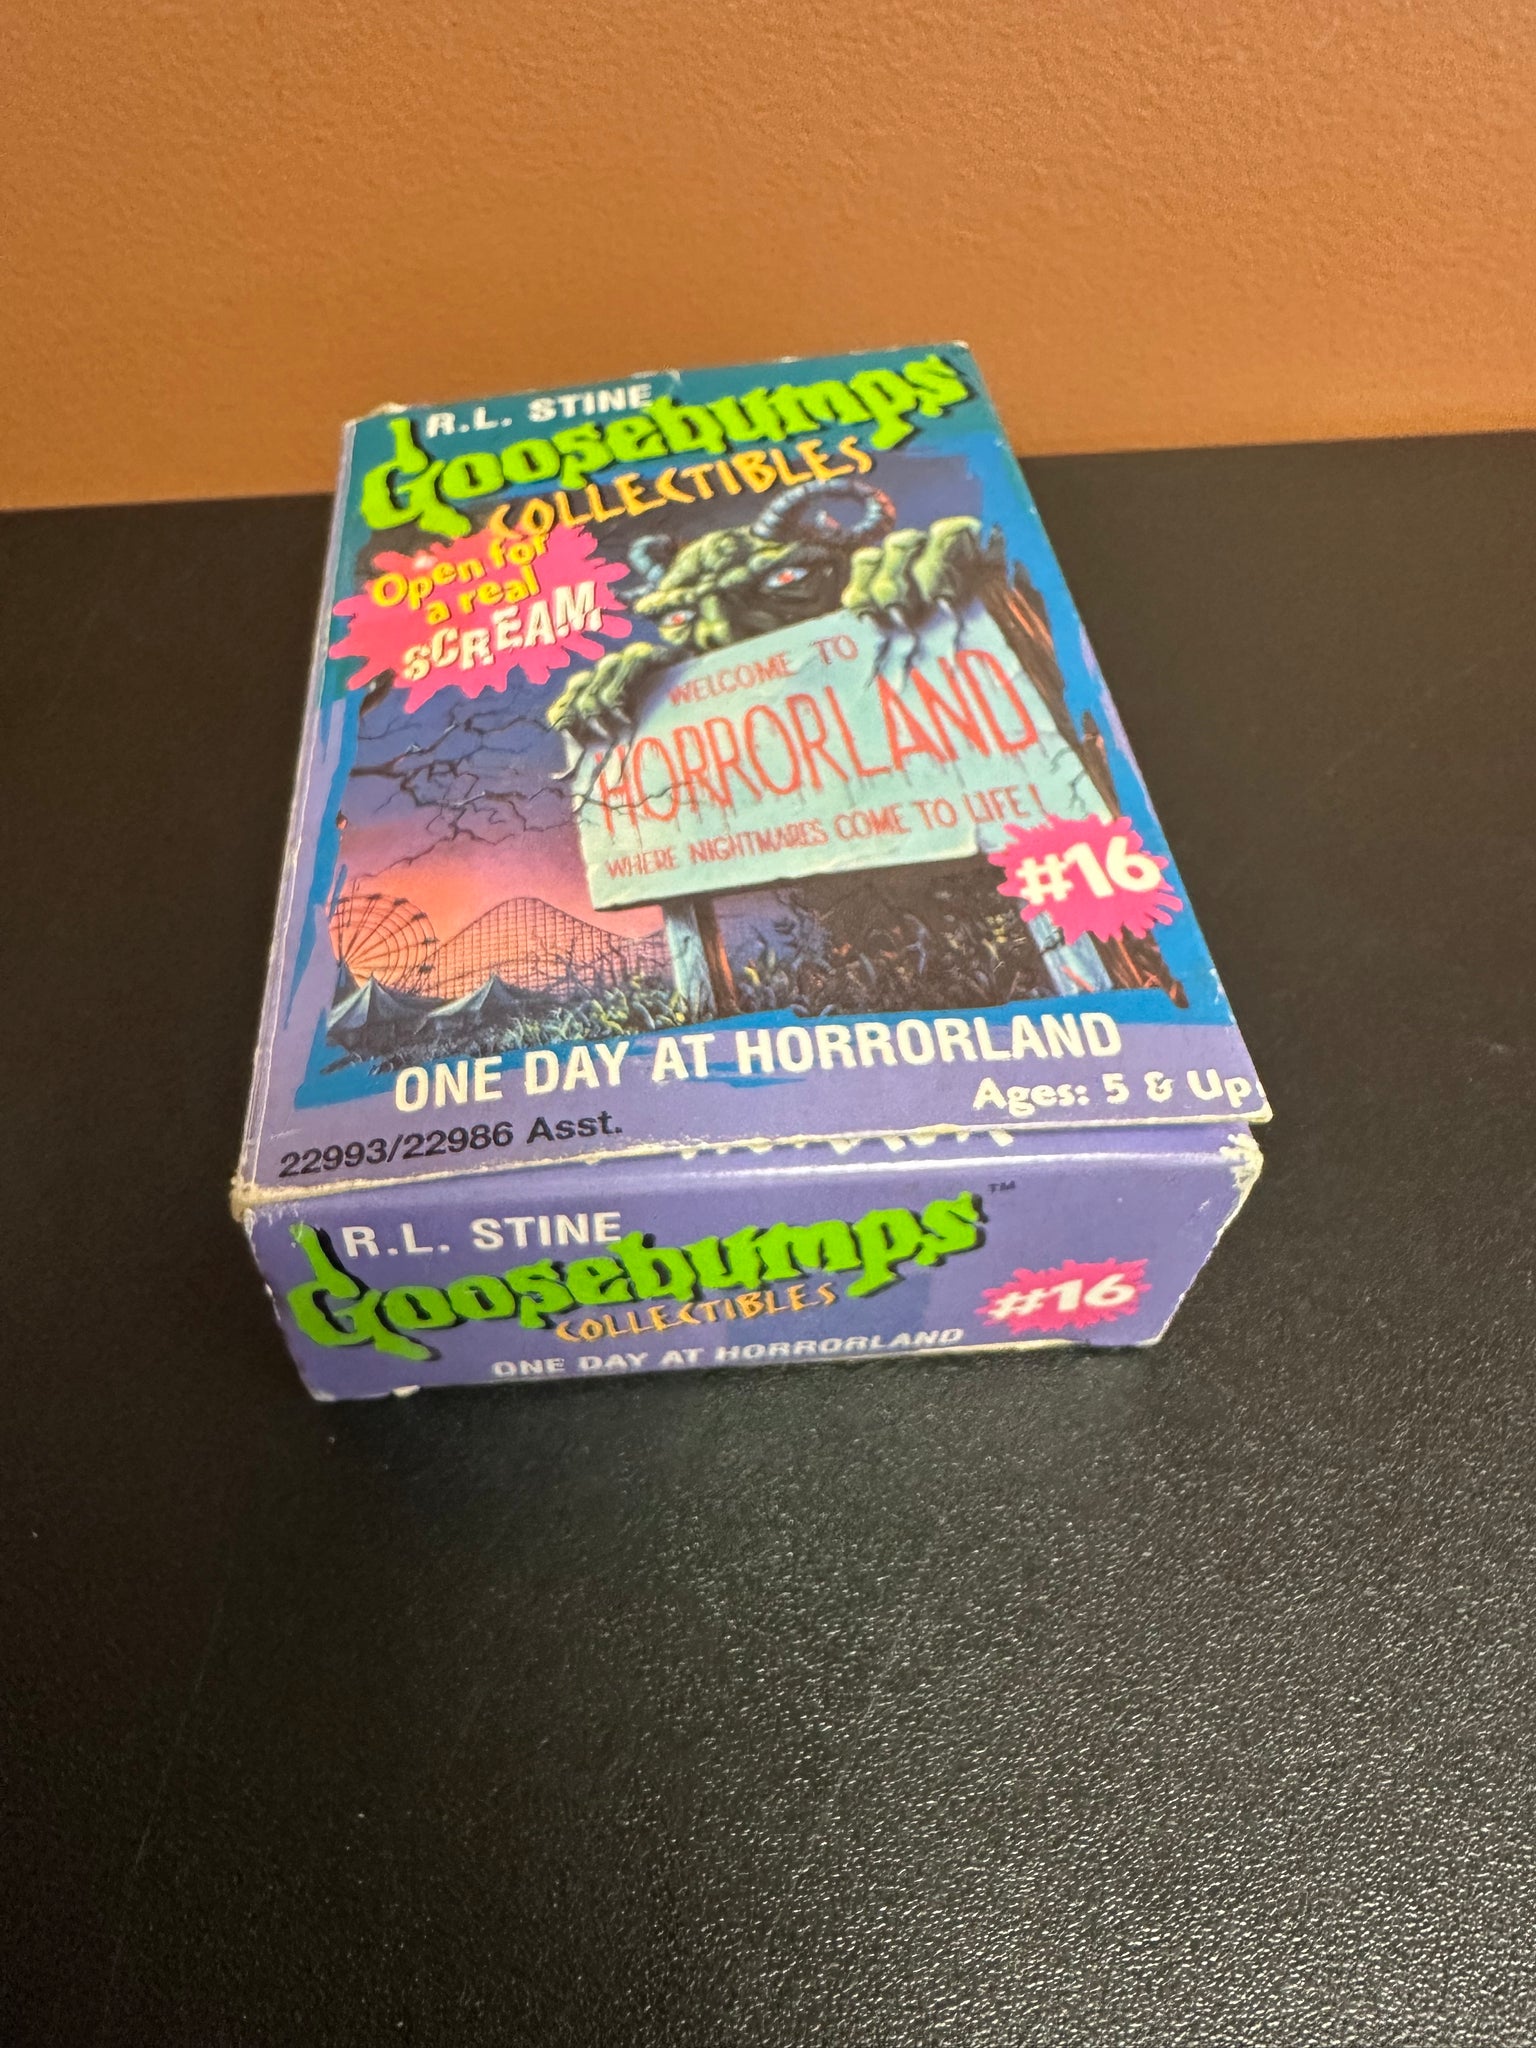 R.L. STINE
Goosebumps
COLLECTIBLES
Open for
a real
SCREAM
WELCOME TO
HORRORLAND
WHERE NIGHTMARES COME TO LIFE!
#16
ONE DAY AT HORRORLAND
Ages: 5 & Up
22993/22986 Asst.
R.L. STINE
Goosebumps™
COLLECTIBLES
#16
ONE DAY AT HORRORLAND